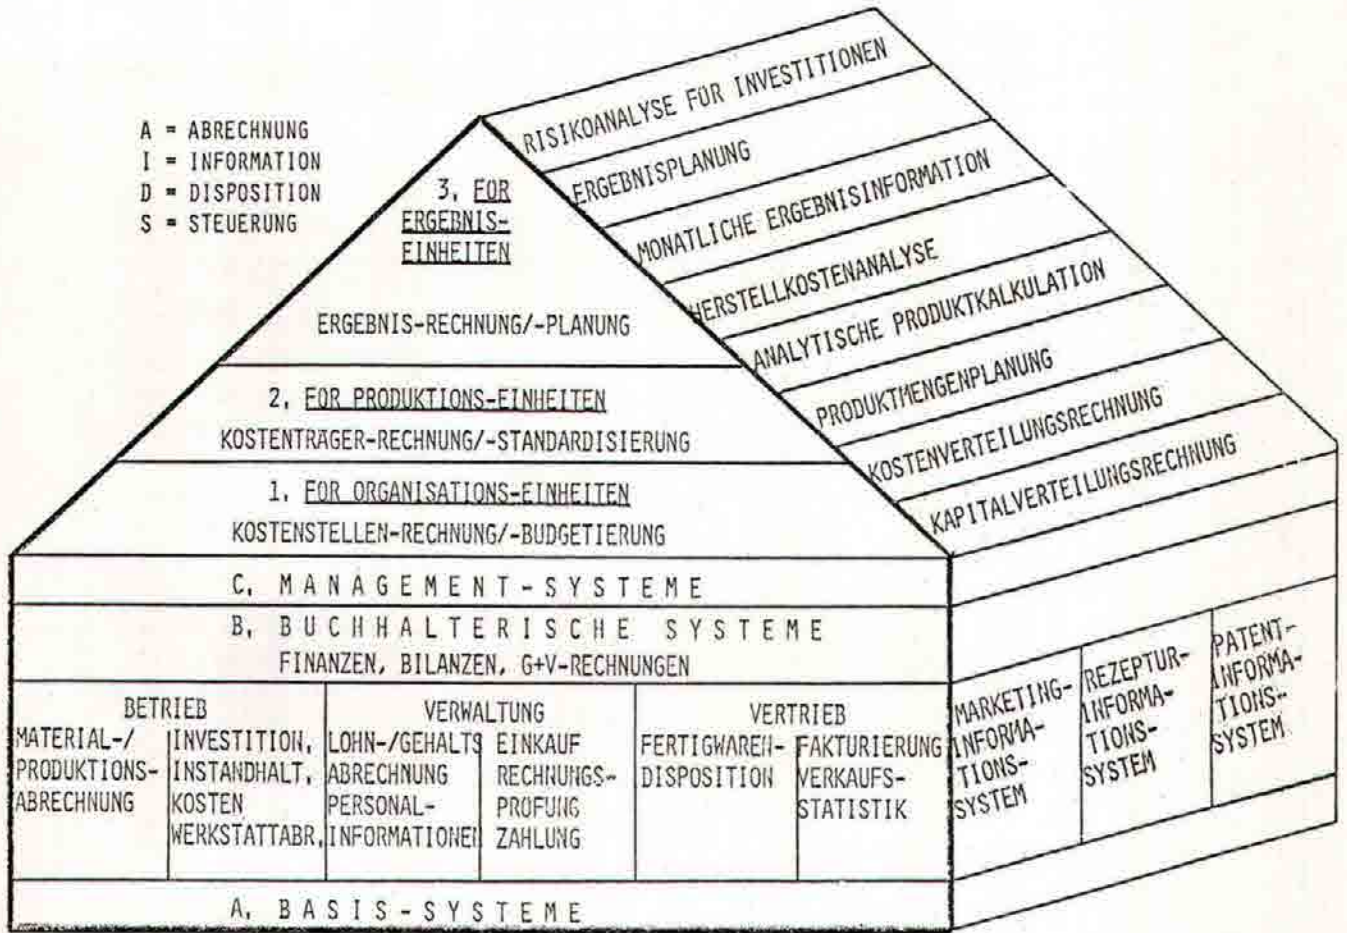 A = ABRECHNUNG
I = INFORMATION
D = DISPOSITION
S = STEUERUNG
3. FOR
ERGEBNIS-
EINHEITEN
ERGEBNIS-RECHNUNG/-PLANUNG
2. FOR PRODUKTIONS-EINHEITEN
KOSTENTRÄGER-RECHNUNG/-STANDARDISIERUNG
1. FOR ORGANISATIONS-EINHEITEN
KOSTENSTELLEN-RECHNUNG/-BUDGETIERUNG
C. MANAGEMENT-SYSTEME
B. BUCHHALTERISCHE SYSTEME
FINANZEN, BILANZEN, G+V-RECHNUNGEN
BETRIEB
MATERIAL-/
PRODUKTIONS-
ABRECHNUNG
INVESTITION,
INSTANDHALT,
KOSTEN
WERKSTATTABR.
VERWALTUNG
LOHN-/GEHALTS
ABRECHNUNG
PERSONAL-
INFORMATIONEN
EINKAUF
RECHNUNGS-
PROFUNG
ZAHLUNG
VERTRIEB
FERTIGWAREN-
DISPOSITION
FAKTURIERUNG
VERKAUFS-
STATISTIK
A. BASIS-SYSTEME
RISIKOANALYSE FÜR INVESTITIONEN
ERGEBNISPLANUNG
MONATLICHE ERGEBNISINFORMATION
HERSTELLKOSTENANALYSE
ANALYTISCHE PRODUKTKALKULATION
PRODUKTMENGENPLANUNG
KOSTENVERTEILUNGSRECHNUNG
KAPITALVERTEILUNGSRECHNUNG
MARKETING-
INFORMA-
TIONS-
SYSTEM
REZEPTUR-
INFORMA-
TIONS-
SYSTEM
PATENT-
INFORMA-
TIONS-
SYSTEM